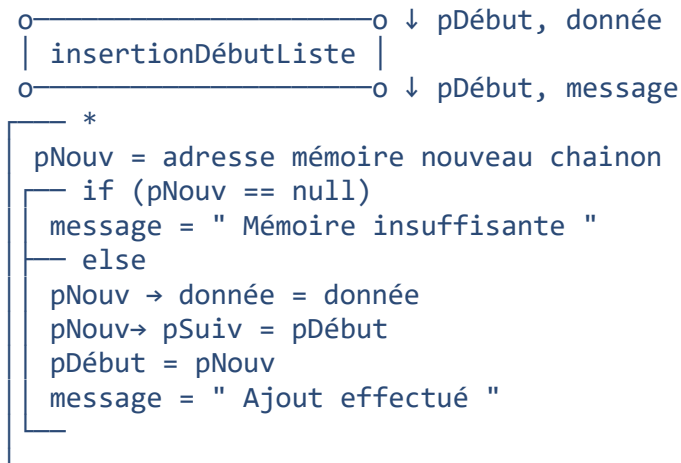 o─────────────────────o ↓ pDébut, donnée
│ insertionDébutListe │
o─────────────────────o ↓ pDébut, message
┌─── *
│ pNouv = adresse mémoire nouveau chainon
│┌── if (pNouv == null)
││ message = " Mémoire insuffisante "
│├── else
││ pNouv → donnée = donnée
││ pNouv→ pSuiv = pDébut
││ pDébut = pNouv
││ message = " Ajout effectué "
│└──
│